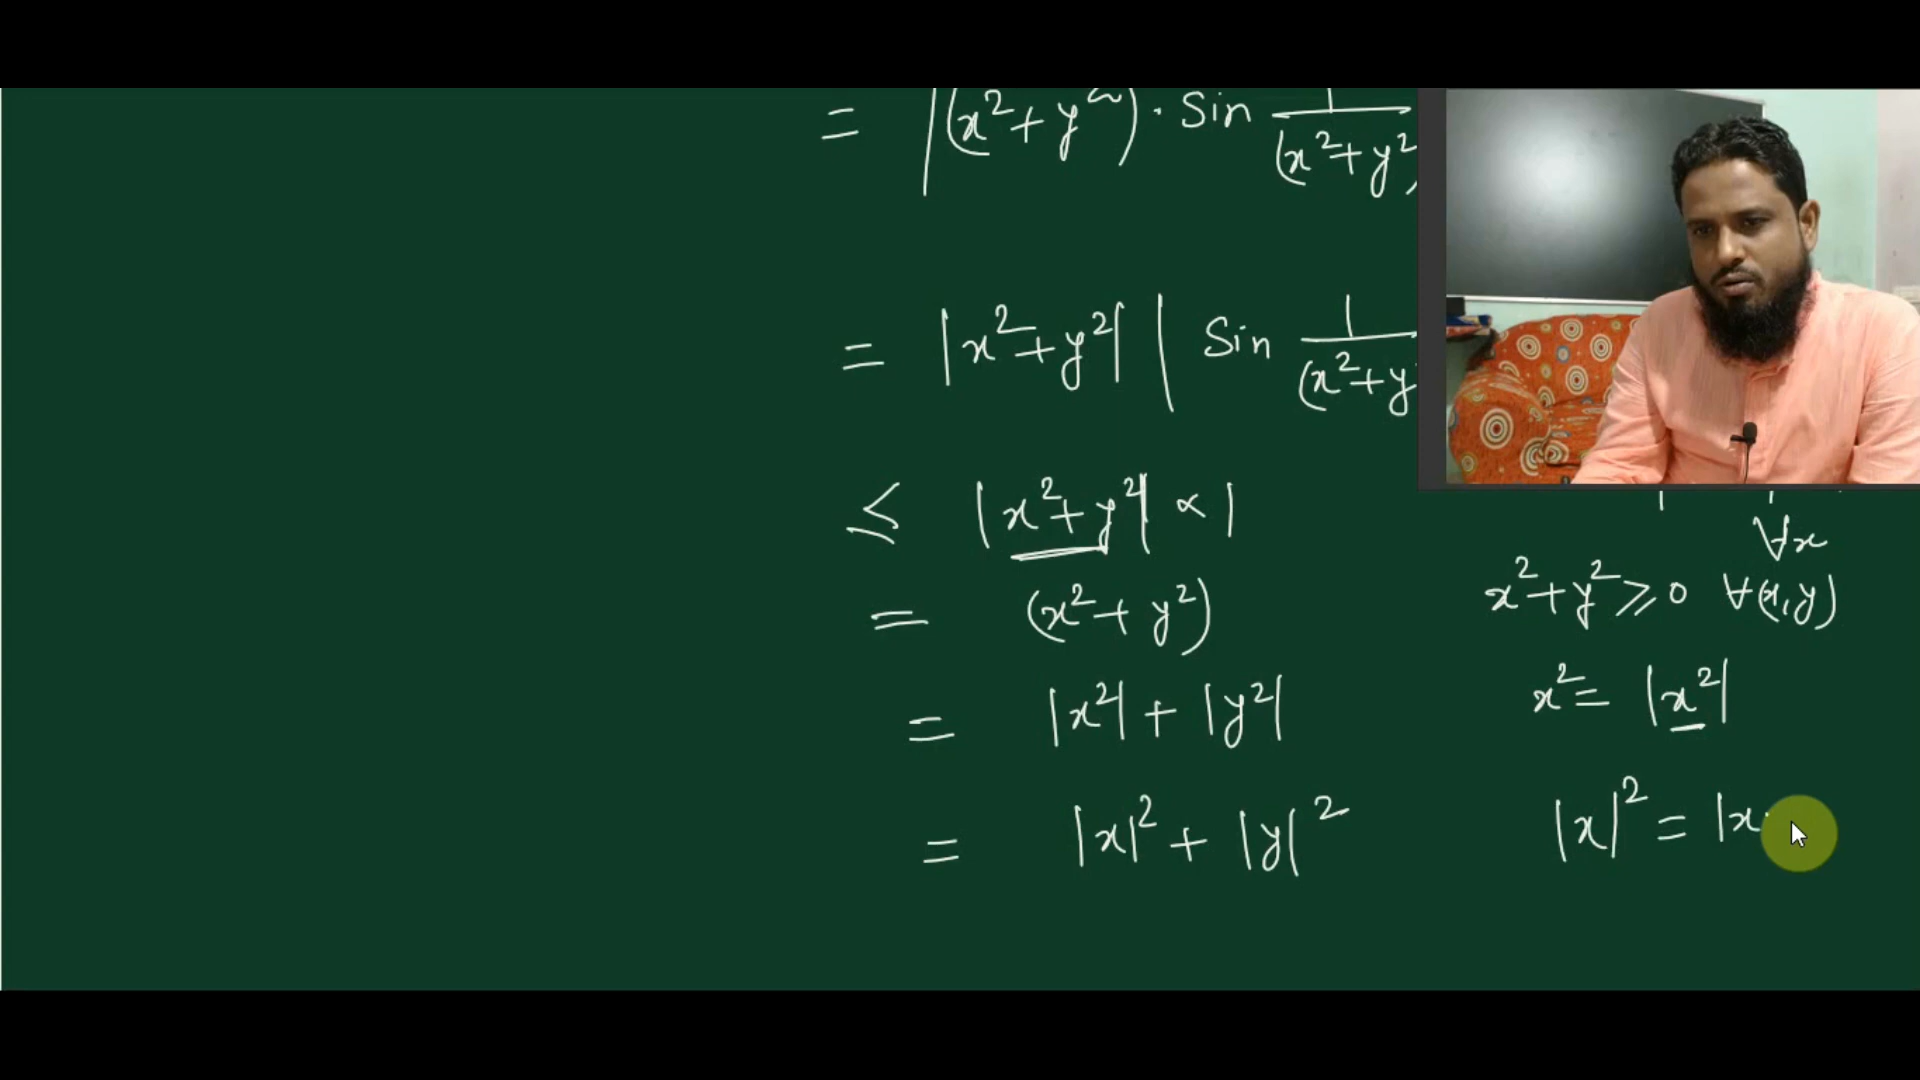 = |(x²+y²) · Sin 1/(x²+y²)
= |x²+y²| | Sin 1/(x²+y
≤ |x²+y²| × 1
∀x
= (x²+y²)
x²+y² ≥ 0 ∀(x,y)
= |x²| + |y²|
x² = |x²|
= |x|² + |y|²
|x|² = |x·